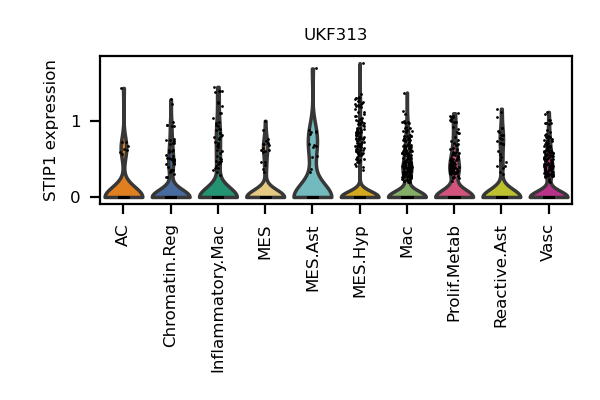 UKF313
STIP1 expression
1
0
AC
Chromatin.Reg
Inflammatory.Mac
MES
MES.Ast
MES.Hyp
Mac
Prolif.Metab
Reactive.Ast
Vasc